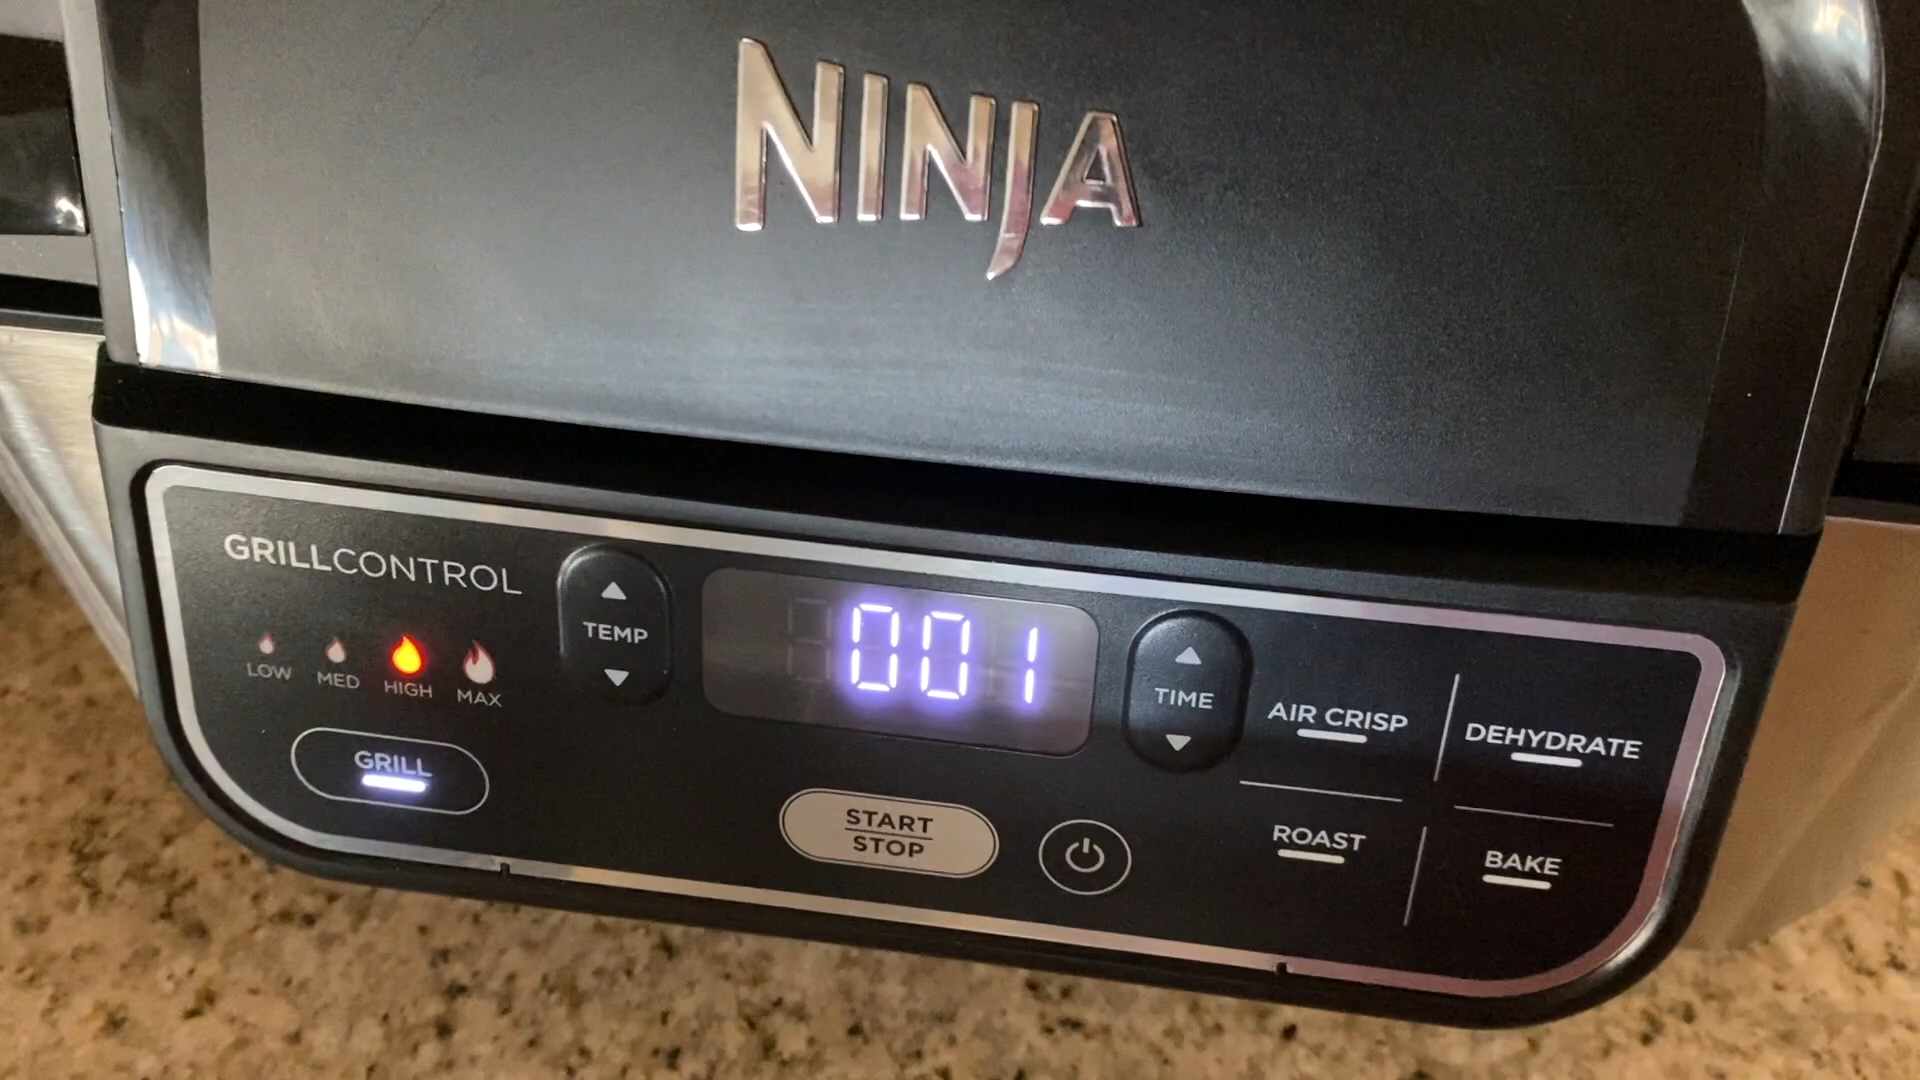 NINJA
GRILLCONTROL
LOW MED HIGH MAX
GRILL
TEMP
001
TIME
START
STOP
AIR CRISP
DEHYDRATE
ROAST
BAKE